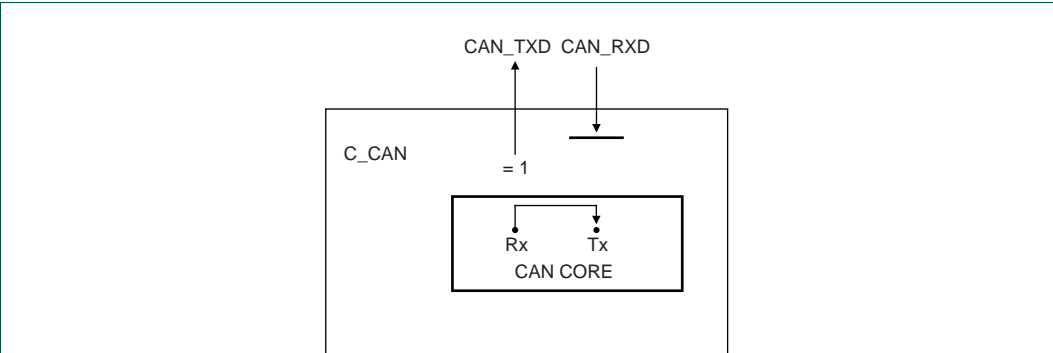 CAN_TXD CAN_RXD
C_CAN
= 1
Rx Tx
CAN CORE